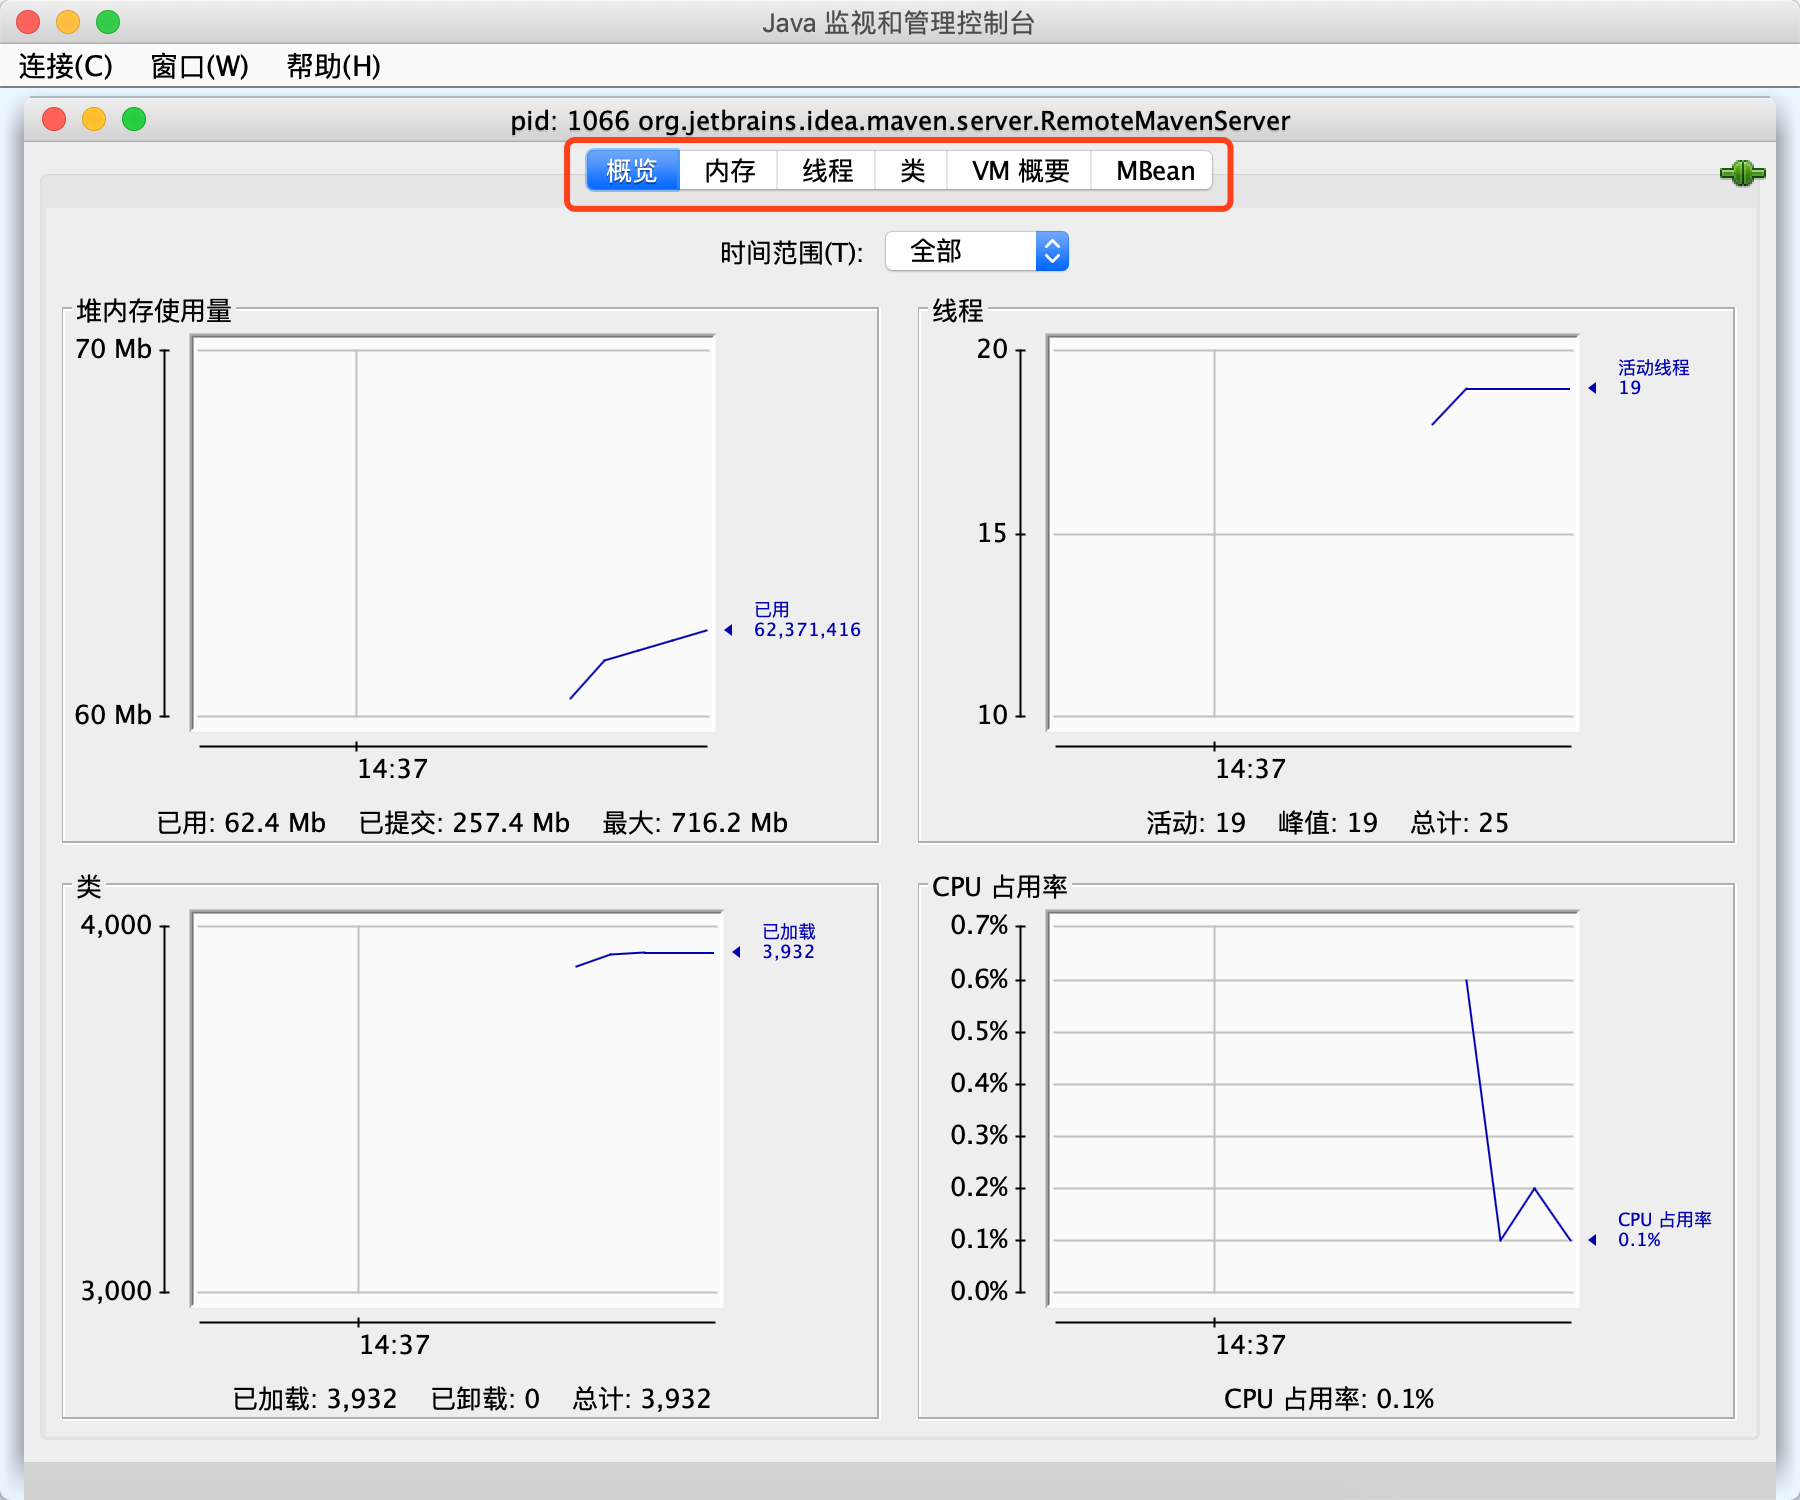 Java 监视和管理控制台
连接(C) 窗口(W) 帮助(H)
pid: 1066 org.jetbrains.idea.maven.server.RemoteMavenServer
概览 内存 线程 类 VM 概要 MBean
时间范围(T): 全部
堆内存使用量
70 Mb
60 Mb
已用
62,371,416
14:37
已用: 62.4 Mb 已提交: 257.4 Mb 最大: 716.2 Mb
线程
20
15
10
活动线程
19
14:37
活动: 19 峰值: 19 总计: 25
类
4,000
3,000
已加载
3,932
14:37
已加载: 3,932 已卸载: 0 总计: 3,932
CPU 占用率
0.7%
0.6%
0.5%
0.4%
0.3%
0.2%
0.1%
0.0%
CPU 占用率
0.1%
14:37
CPU 占用率: 0.1%